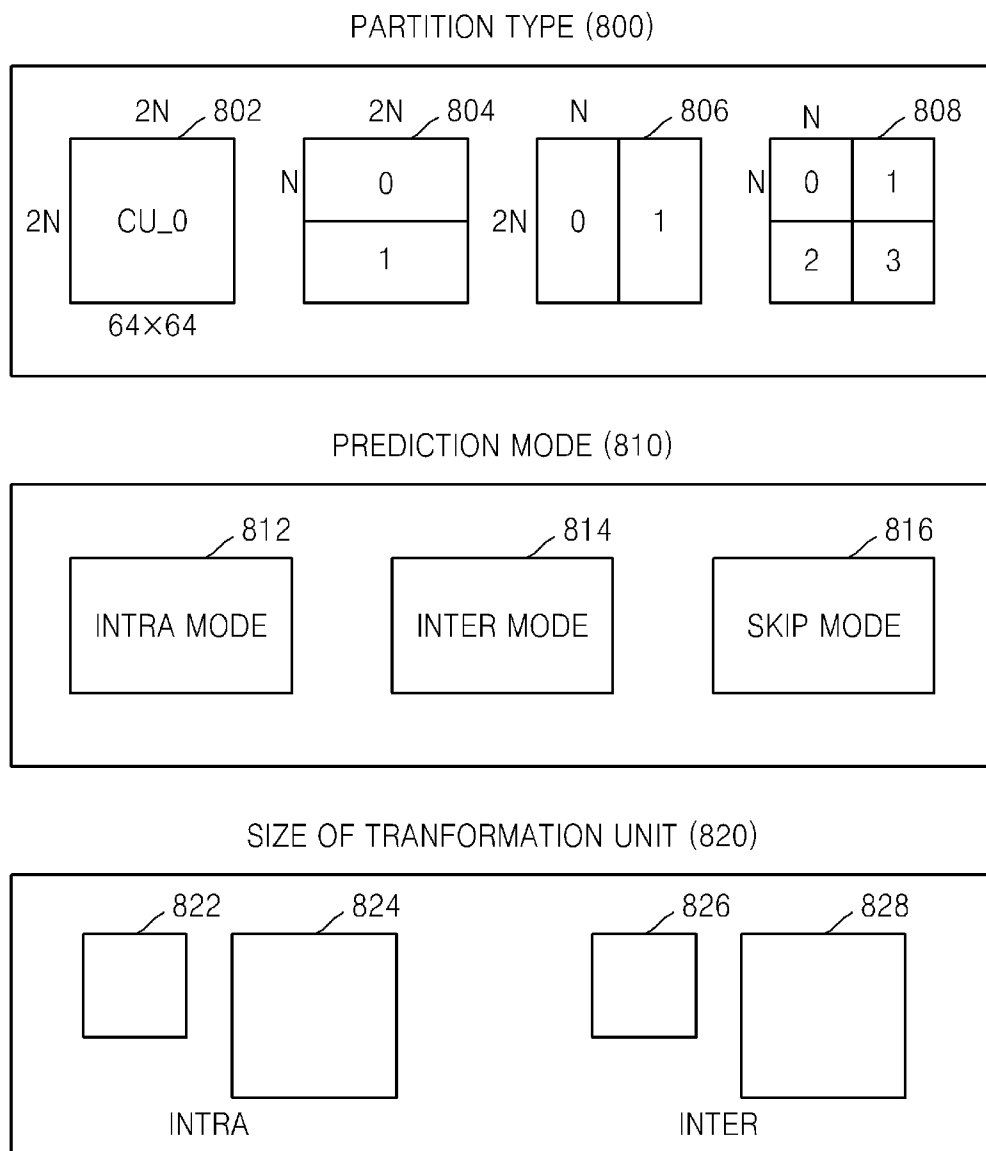 PARTITION TYPE (800)
2N 802 2N 804 N 806 N 808
2N CU_0 N 0 1 2N 0 1 N 0 1 2 3
64×64
PREDICTION MODE (810)
812 814 816
INTRA MODE INTER MODE SKIP MODE
SIZE OF TRANFORMATION UNIT (820)
822 824 826 828
INTRA INTER